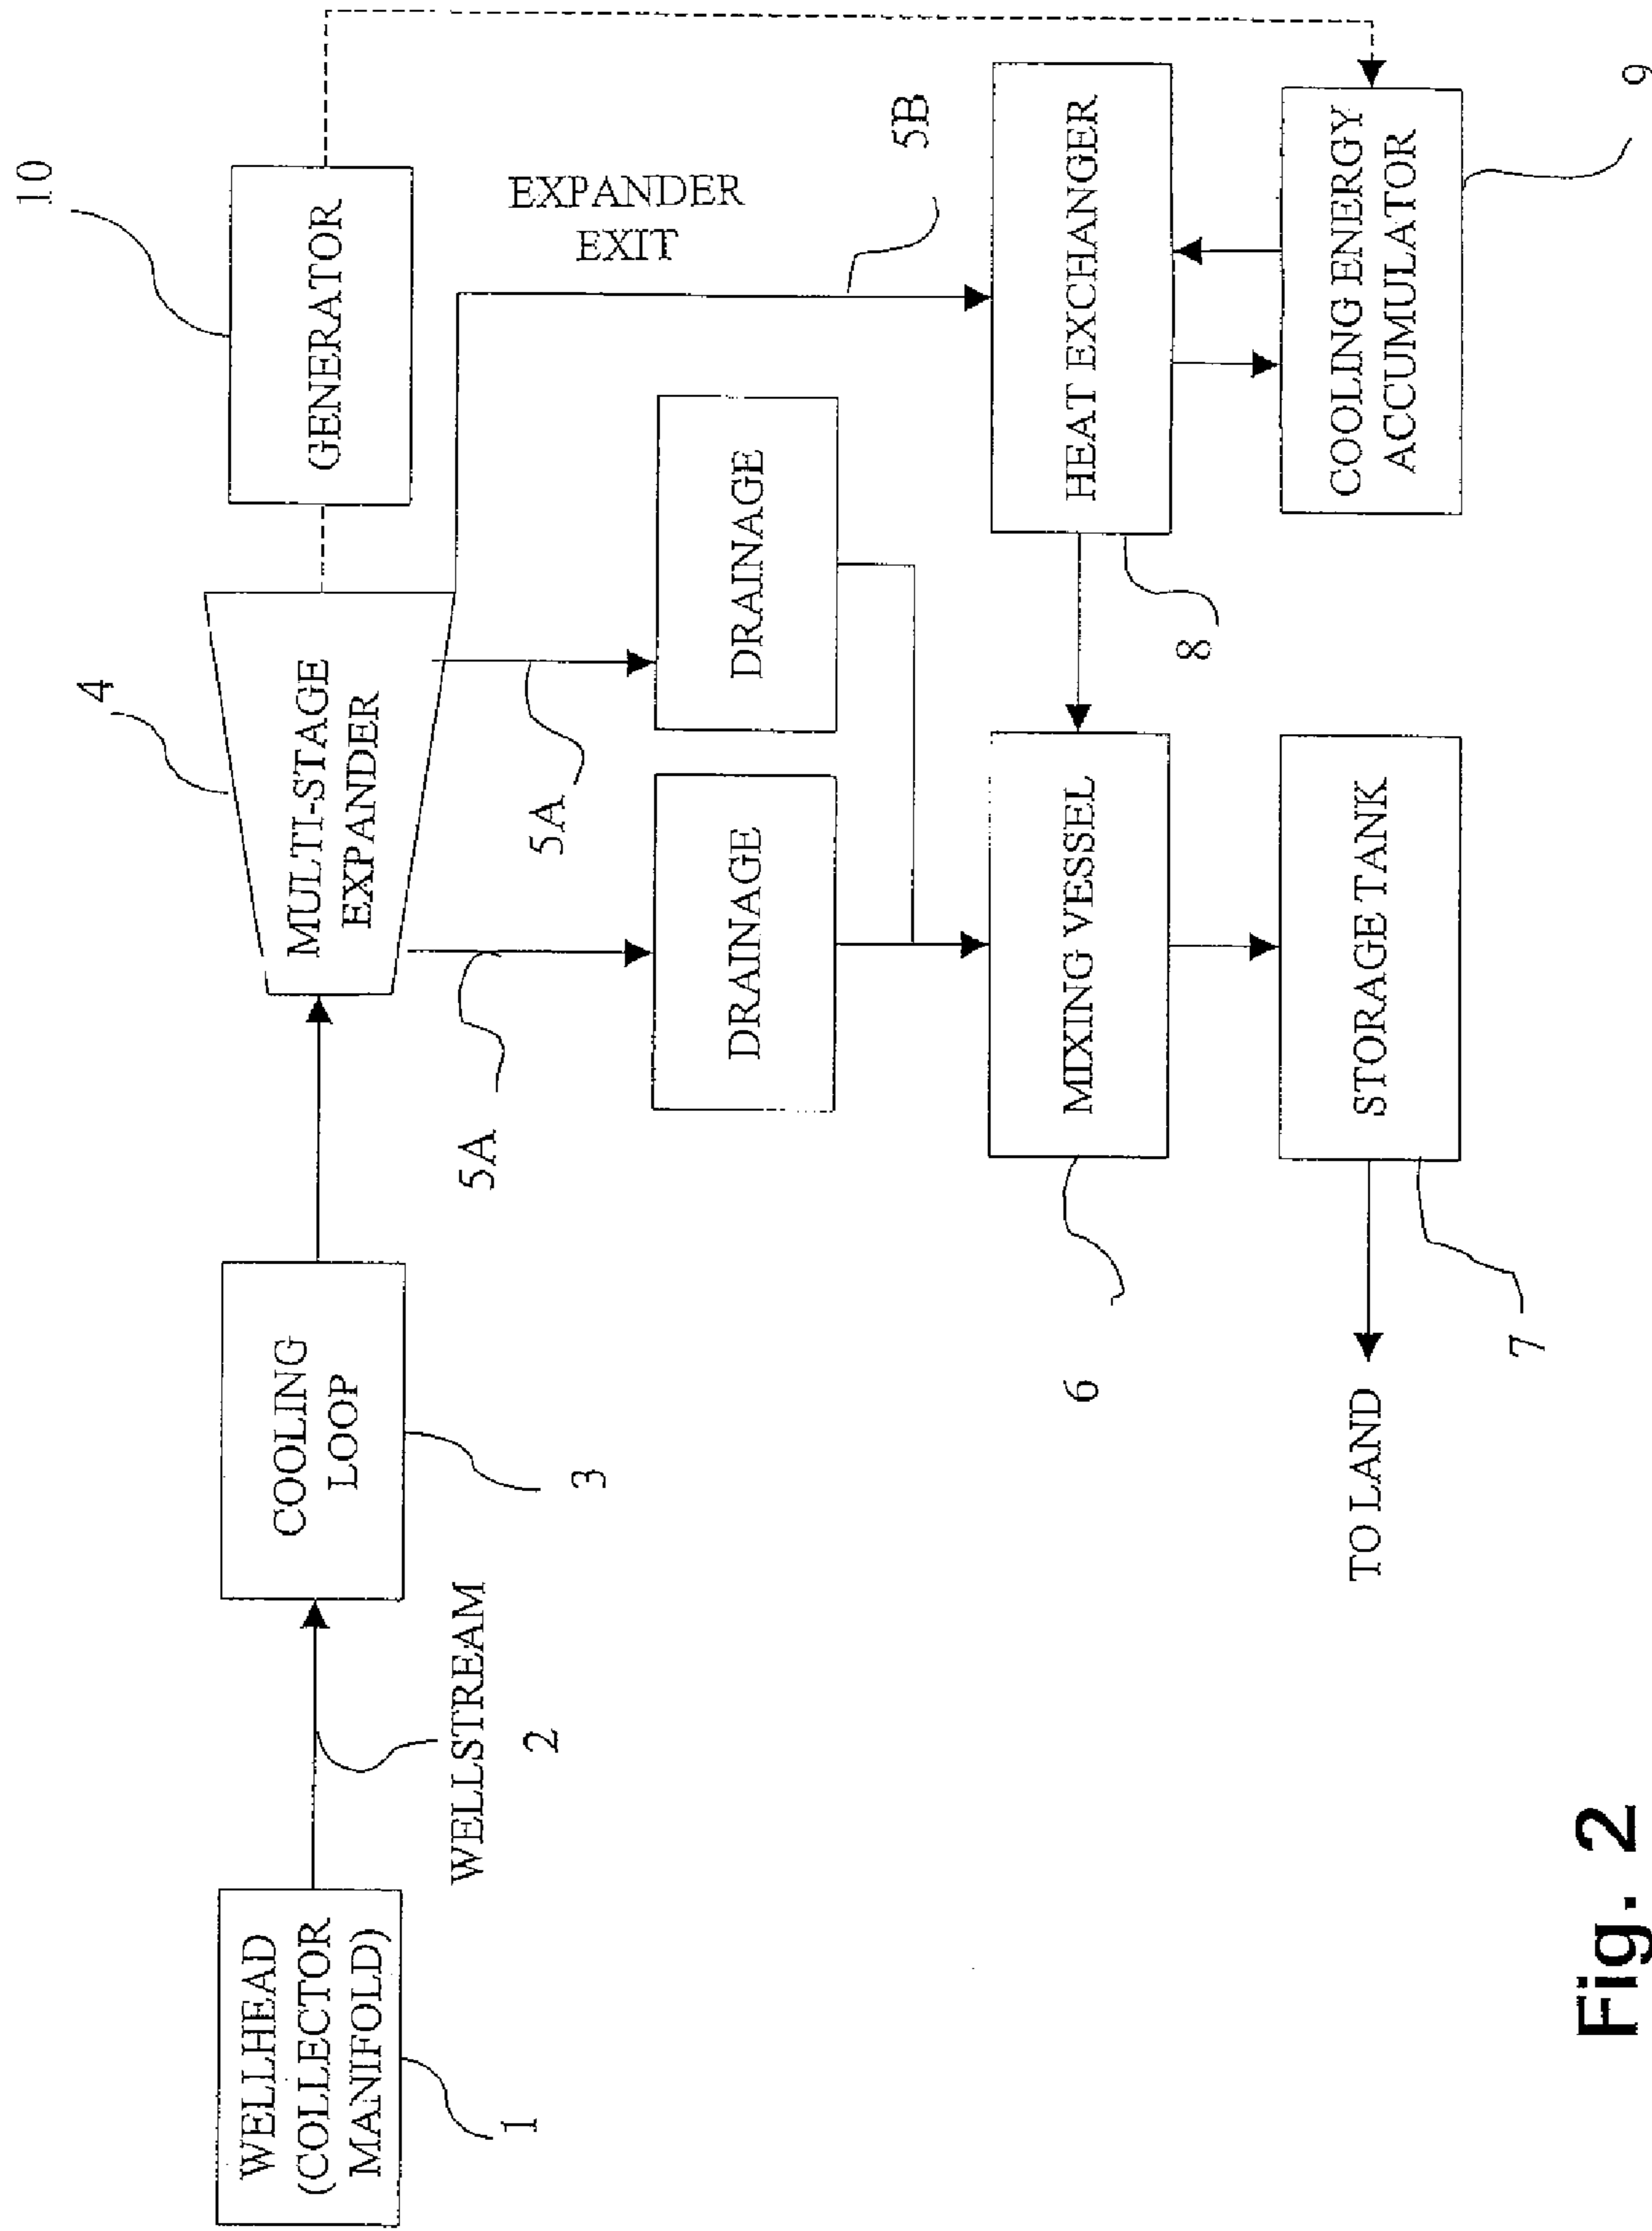 10
GENERATOR
4
MULTI-STAGE
EXPANDER
COOLING
LOOP
3
WELLHEAD
(COLLECTOR
MANIFOLD)
1
WELLSTREAM
2
EXPANDER
EXIT
5B
5A
5A
DRAINAGE
DRAINAGE
HEAT EXCHANGER
8
MIXING VESSEL
6
COOLING ENERGY
ACCUMULATOR
9
STORAGE TANK
7
TO LAND
Fig. 2